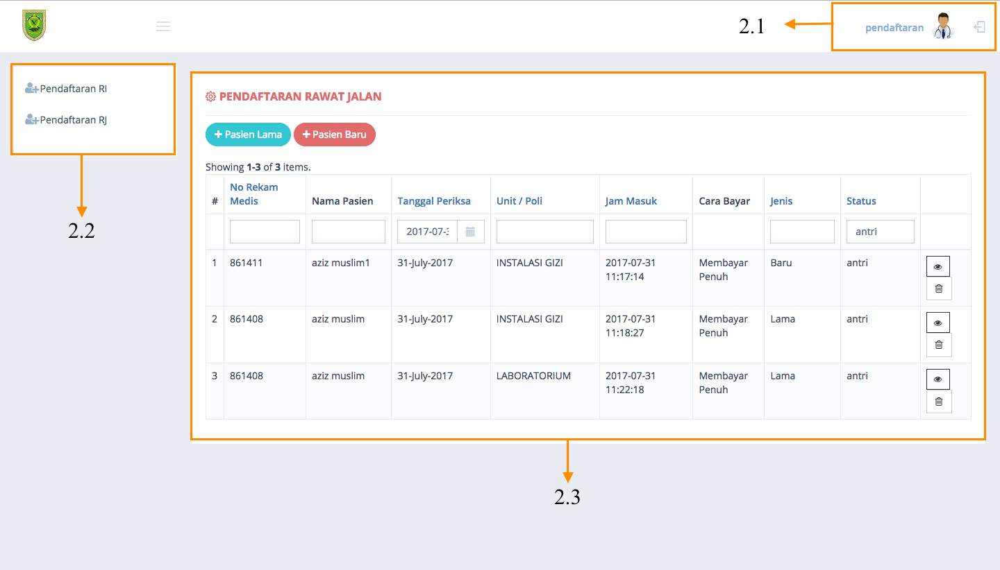 2.1
pendaftaran
Pendaftaran RI
Pendaftaran RJ
2.2
PENDAFTARAN RAWAT JALAN
+ Pasien Lama + Pasien Baru
Showing 1-3 of 3 items.
# No Rekam Medis Nama Pasien Tanggal Periksa Unit / Poli Jam Masuk Cara Bayar Jenis Status
2017-07-3 antri
1 861411 aziz muslim1 31-July-2017 INSTALASI GIZI 2017-07-31 11:17:14 Membayar Penuh Baru antri
2 861408 aziz muslim 31-July-2017 INSTALASI GIZI 2017-07-31 11:18:27 Membayar Penuh Lama antri
3 861408 aziz muslim 31-July-2017 LABORATORIUM 2017-07-31 11:22:18 Membayar Penuh Lama antri
2.3